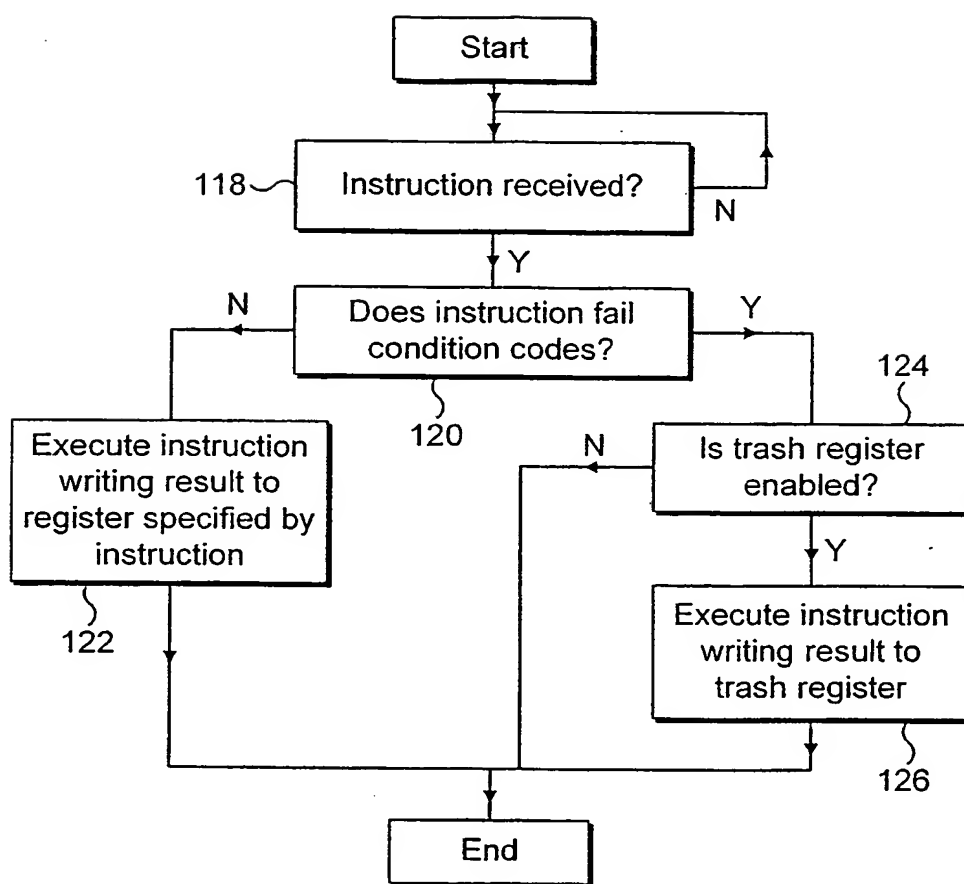 Start
118
Instruction received?
N
Y
N
Does instruction fail
condition codes?
Y
120
124
Execute instruction
writing result to
register specified by
instruction
122
N
Is trash register
enabled?
Y
Execute instruction
writing result to
trash register
126
End